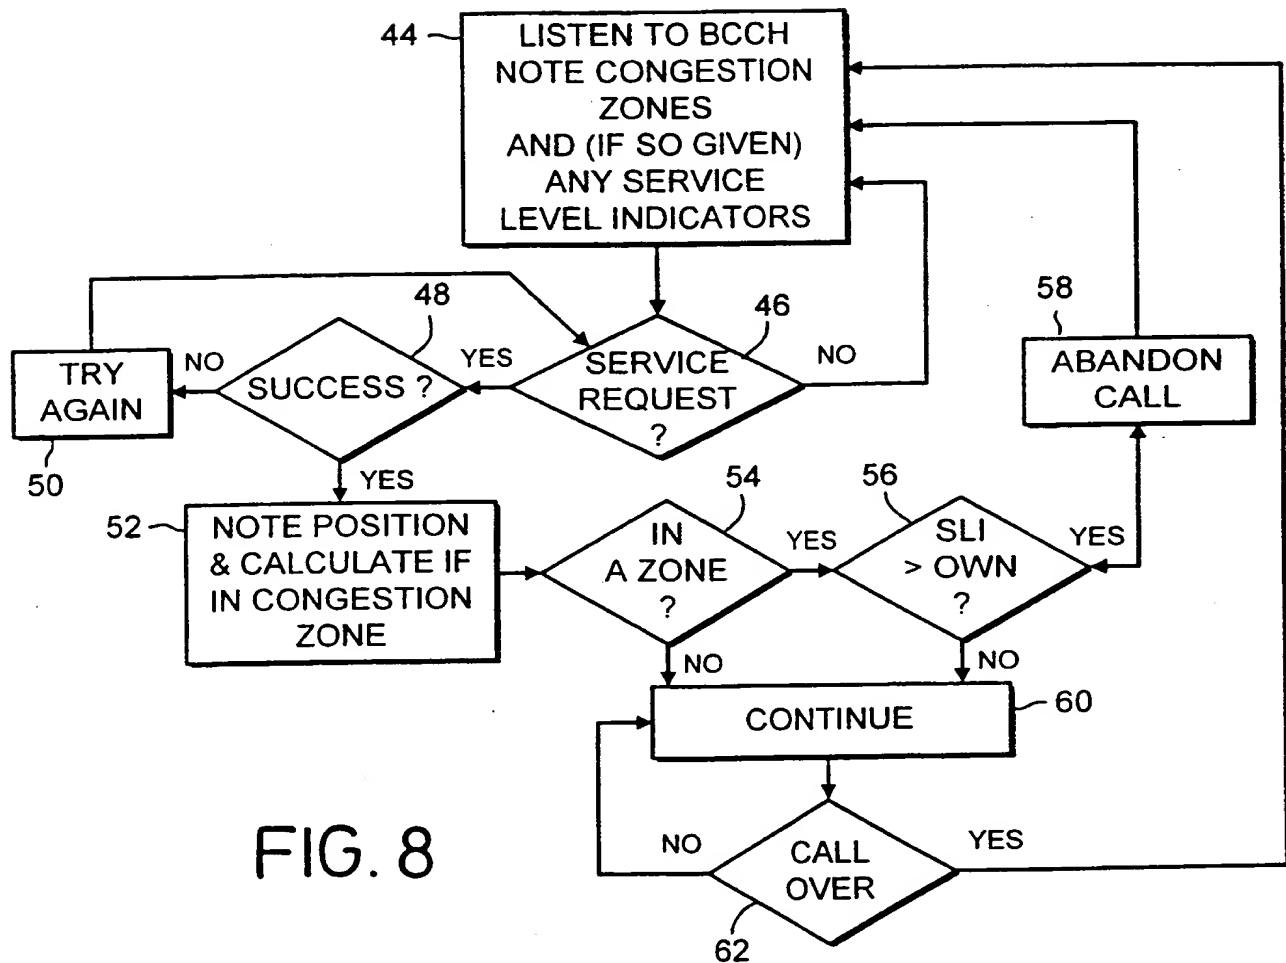 44
LISTEN TO BCCH
NOTE CONGESTION
ZONES
AND (IF SO GIVEN)
ANY SERVICE
LEVEL INDICATORS
48
46
58
TRY
AGAIN
50
NO
SUCCESS ?
YES
SERVICE
REQUEST
?
NO
ABANDON
CALL
YES
52
NOTE POSITION
& CALCULATE IF
IN CONGESTION
ZONE
54
IN
A ZONE
?
YES
56
SLI
> OWN
?
YES
NO
NO
CONTINUE
60
NO
CALL
OVER
YES
62
FIG. 8